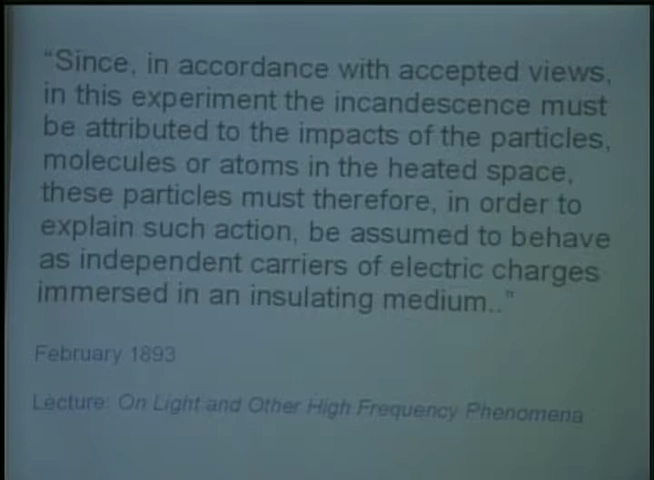 “Since, in accordance with accepted views,
in this experiment the incandescence must
be attributed to the impacts of the particles,
molecules or atoms in the heated space,
these particles must therefore, in order to
explain such action, be assumed to behave
as independent carriers of electric charges
immersed in an insulating medium..”
February 1893
Lecture: On Light and Other High Frequency Phenomena